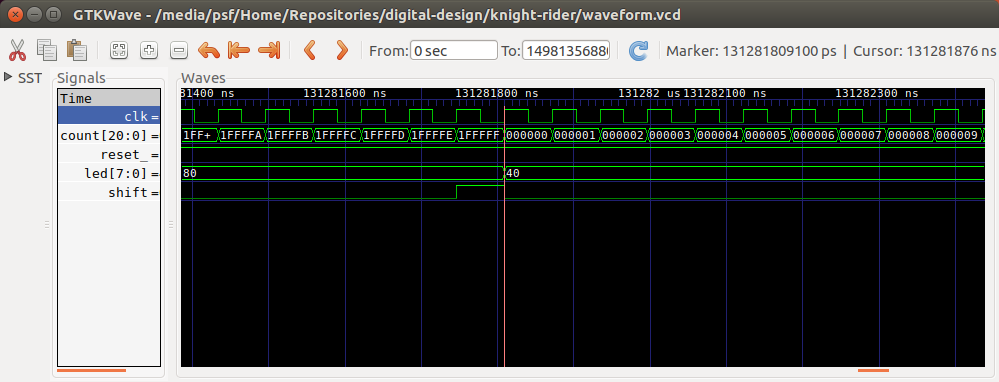 GTKWave - /media/psf/Home/Repositories/digital-design/knight-rider/waveform.vcd
From: 0 sec To: 1498135688 Marker: 131281809100 ps | Cursor: 131281876 ns
SST
Signals
Waves
Time
81400 ns 131281600 ns 131281800 ns 131282 us 131282100 ns 131282300 ns
clk =
count[20:0] = 1FF+ 1FFFFA 1FFFFB 1FFFFC 1FFFFD 1FFFFE 1FFFFF 000000 000001 000002 000003 000004 000005 000006 000007 000008 000009
reset_ =
led[7:0] = 80 40
shift =